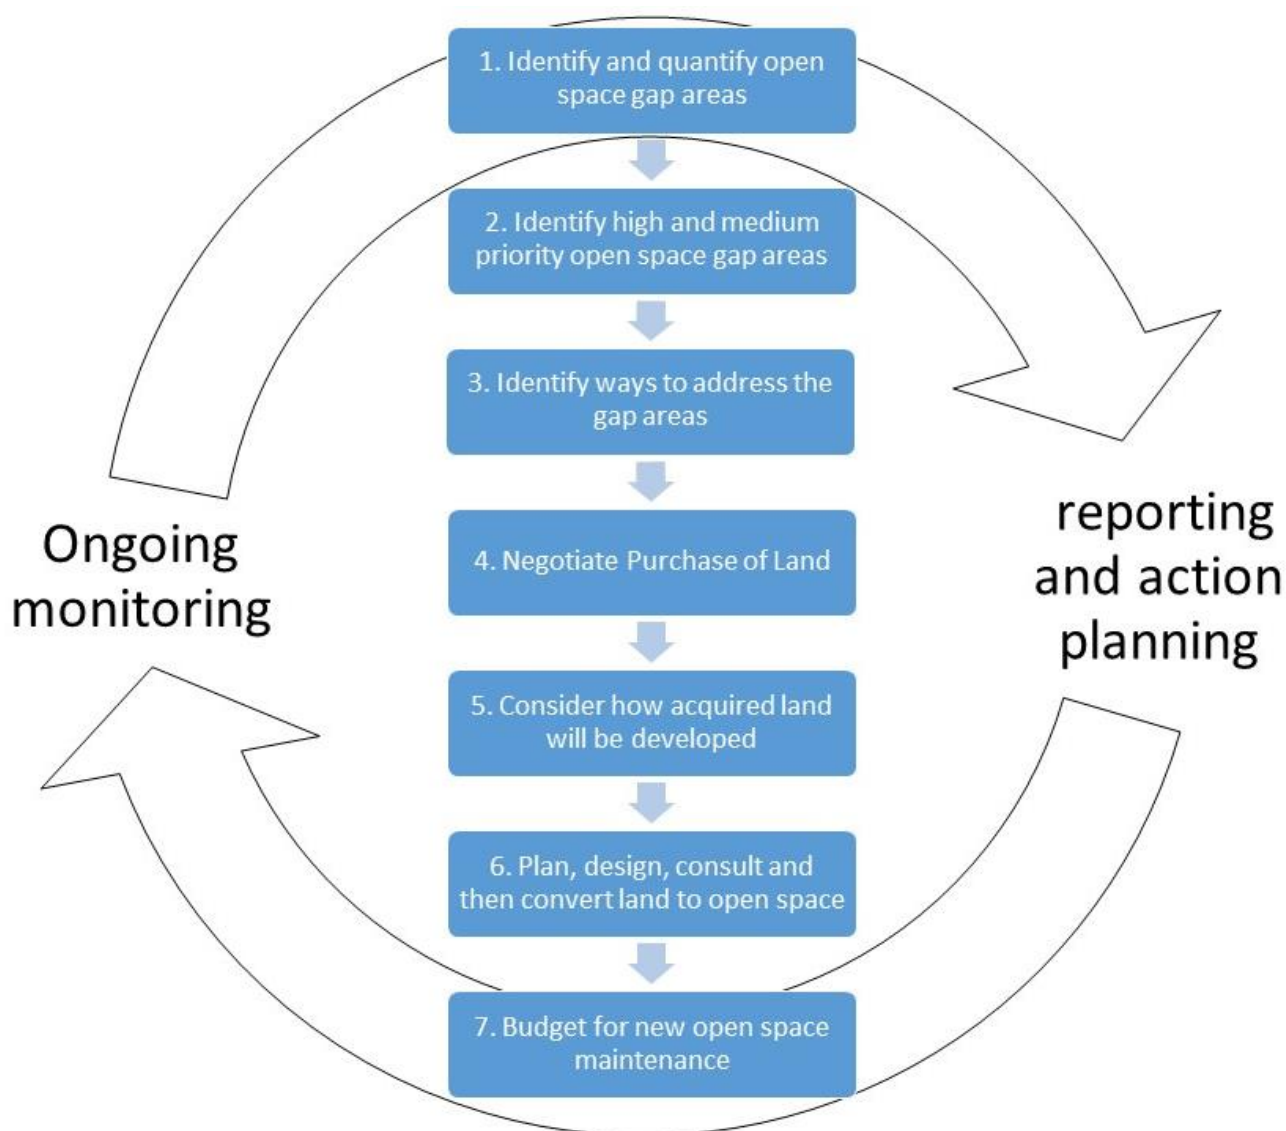 1. Identify and quantify open
space gap areas
2. Identify high and medium
priority open space gap areas
3. Identify ways to address the
gap areas
4. Negotiate Purchase of Land
5. Consider how acquired land
will be developed
6. Plan, design, consult and
then convert land to open space
7. Budget for new open space
maintenance
Ongoing
monitoring
reporting
and action
planning